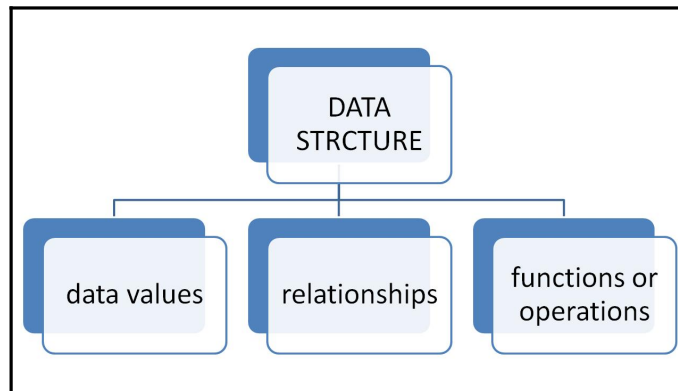 DATA
STRCTURE
data values
relationships
functions or
operations